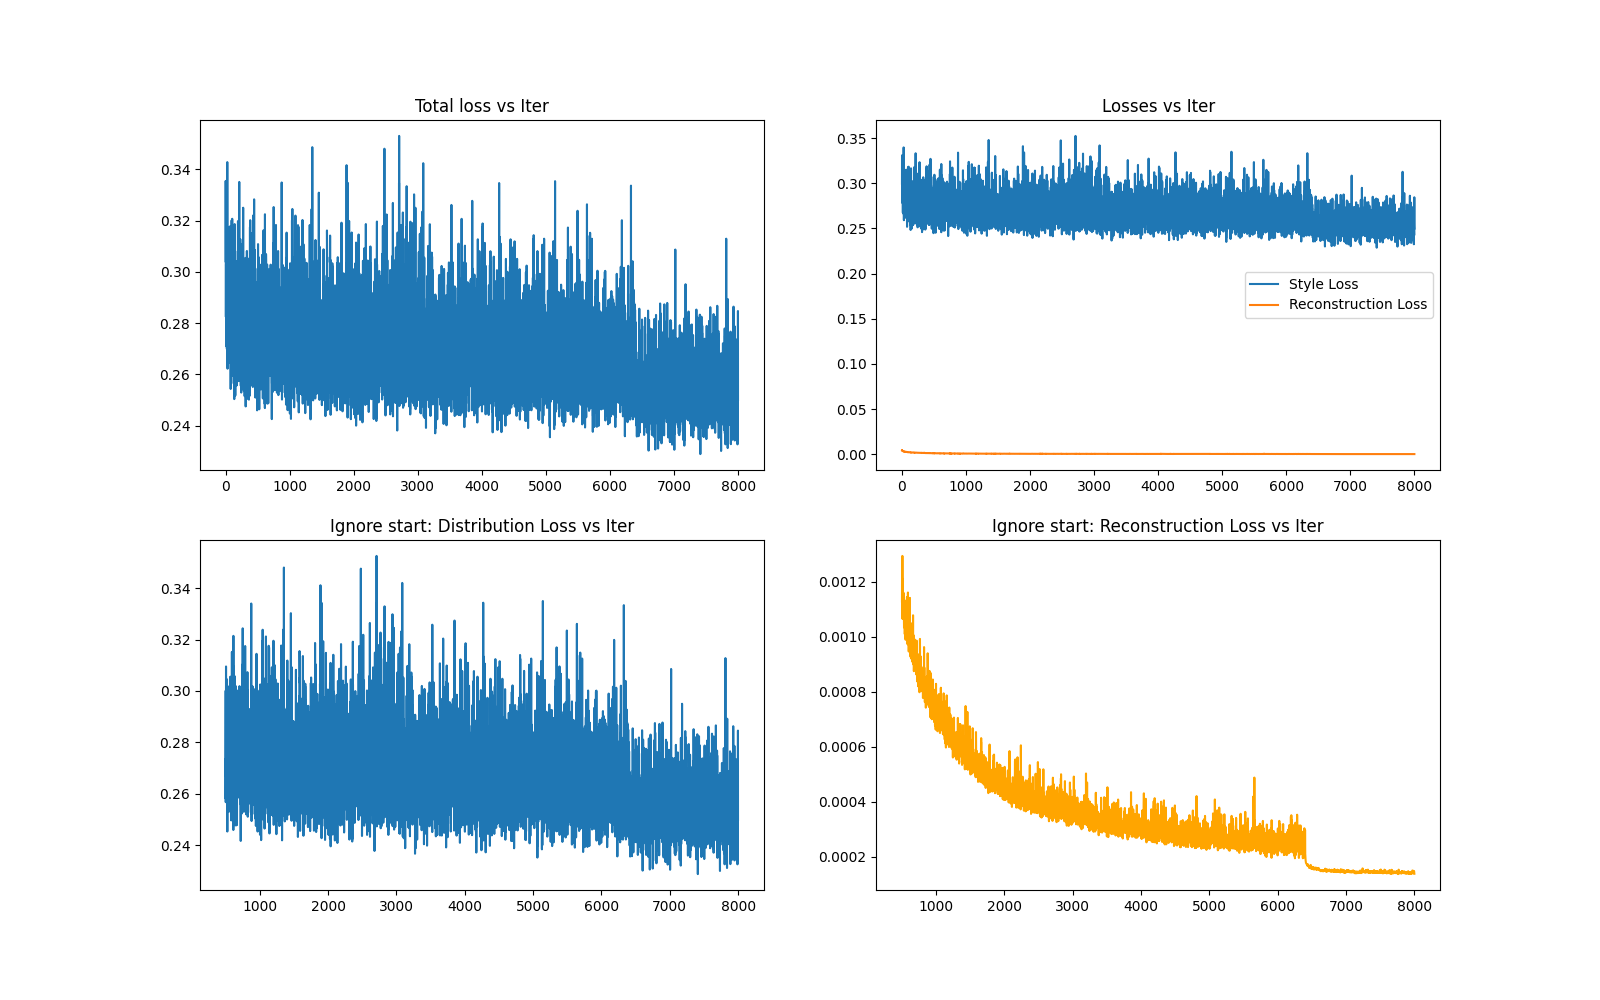 Total loss vs Iter
0.34
0.32
0.30
0.28
0.26
0.24
0 1000 2000 3000 4000 5000 6000 7000 8000
Losses vs Iter
0.35
0.30
0.25
0.20
0.15
0.10
0.05
0.00
Style Loss
Reconstruction Loss
0 1000 2000 3000 4000 5000 6000 7000 8000
Ignore start: Distribution Loss vs Iter
0.34
0.32
0.30
0.28
0.26
0.24
1000 2000 3000 4000 5000 6000 7000 8000
Ignore start: Reconstruction Loss vs Iter
0.0012
0.0010
0.0008
0.0006
0.0004
0.0002
1000 2000 3000 4000 5000 6000 7000 8000